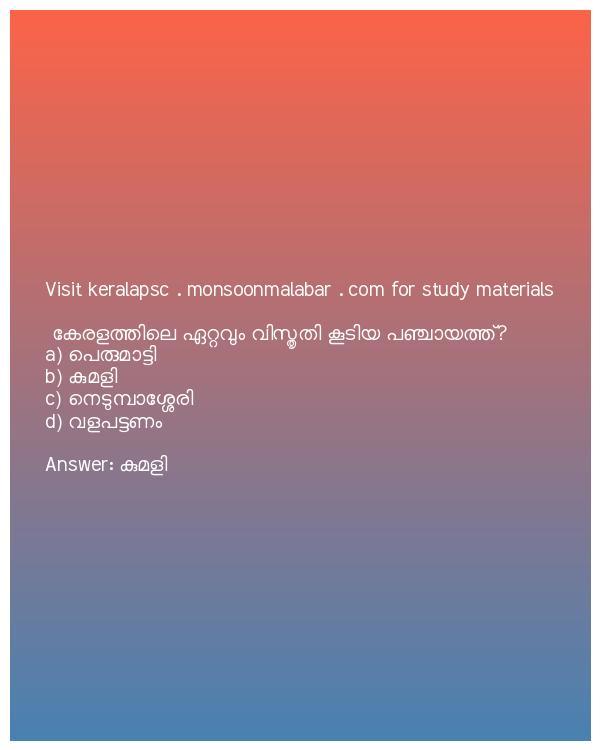 Visit keralapsc . monsoonmalabar . com for study materials
കേരളത്തിലെ ഏറ്റവും വിസ്തൃതി കൂടിയ പഞ്ചായത്ത്?
a) പെരുമാട്ടി
b) കുമളി
c) നെടുമ്പാശ്ശേരി
d) വളപട്ടണം
Answer: കുമളി